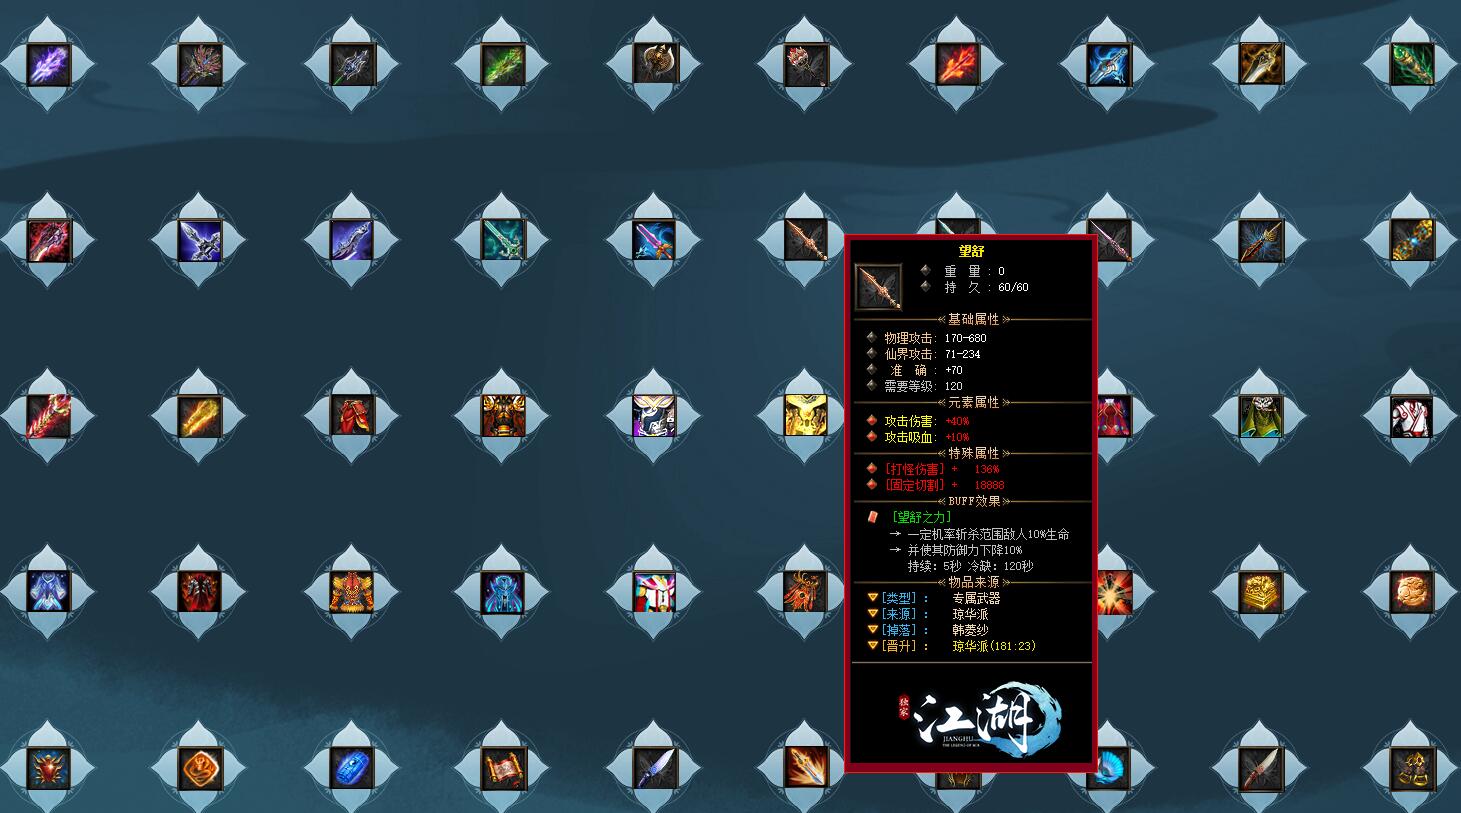 望舒
重 量 : 0
持 久 : 60/60
基础属性
物理攻击: 170-680
仙界攻击: 71-234
准 确 : +70
需要等级: 120
元素属性
攻击伤害: +40%
攻击吸血: +10%
特殊属性
[打怪伤害] + 136%
[固定切割] + 18888
BUFF效果
[望舒之力]
→ 一定机率斩杀范围敌人10%生命
→ 并使其防御力下降10%
持续: 5秒 冷缺: 120秒
物品来源
[类型] : 专属武器
[来源] : 琼华派
[掉落] : 韩菱纱
[晋升] : 琼华派(181:23)
独家
江湖
JIANGHU